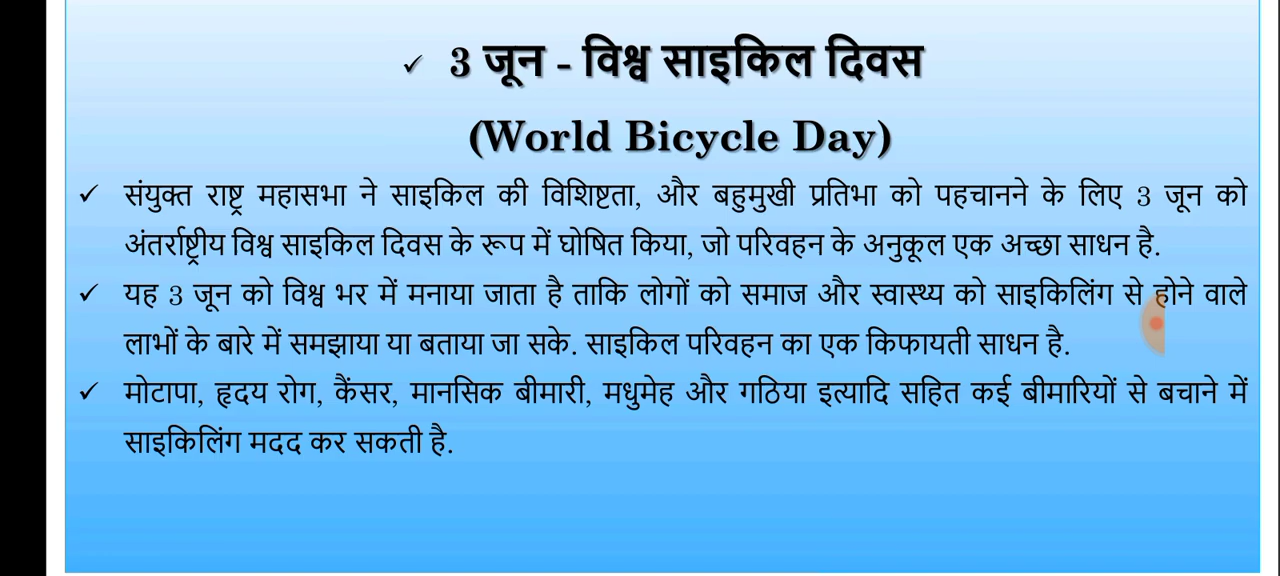 ✓ 3 जून - विश्व साइकिल दिवस
(World Bicycle Day)
✓ संयुक्त राष्ट्र महासभा ने साइकिल की विशिष्टता, और बहुमुखी प्रतिभा को पहचानने के लिए 3 जून को
अंतर्राष्ट्रीय विश्व साइकिल दिवस के रूप में घोषित किया, जो परिवहन के अनुकूल एक अच्छा साधन है.
✓ यह 3 जून को विश्व भर में मनाया जाता है ताकि लोगों को समाज और स्वास्थ्य को साइकिलिंग से होने वाले
लाभों के बारे में समझाया या बताया जा सके. साइकिल परिवहन का एक किफायती साधन है.
✓ मोटापा, हृदय रोग, कैंसर, मानसिक बीमारी, मधुमेह और गठिया इत्यादि सहित कई बीमारियों से बचाने में
साइकिलिंग मदद कर सकती है.